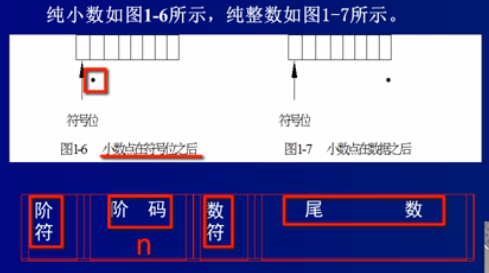 纯小数如图1-6所示，纯整数如图1-7所示。
符号位
符号位
图1-6 小数点在符号位之后
图1-7 小数点在数据之后
阶符 阶码 数符 尾数
n